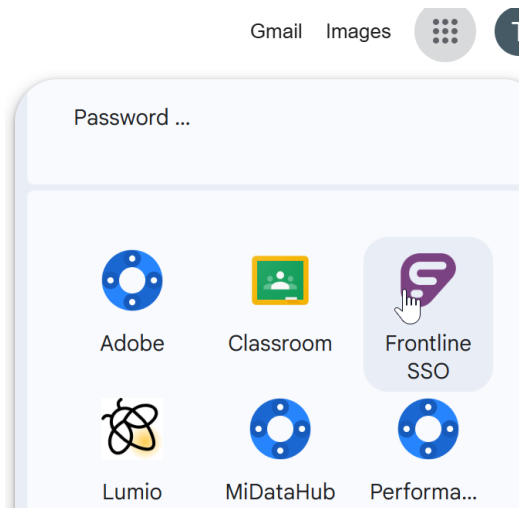 Gmail Images
T
Password ...
Adobe Classroom Frontline
SSO
Lumio MiDataHub Performa...